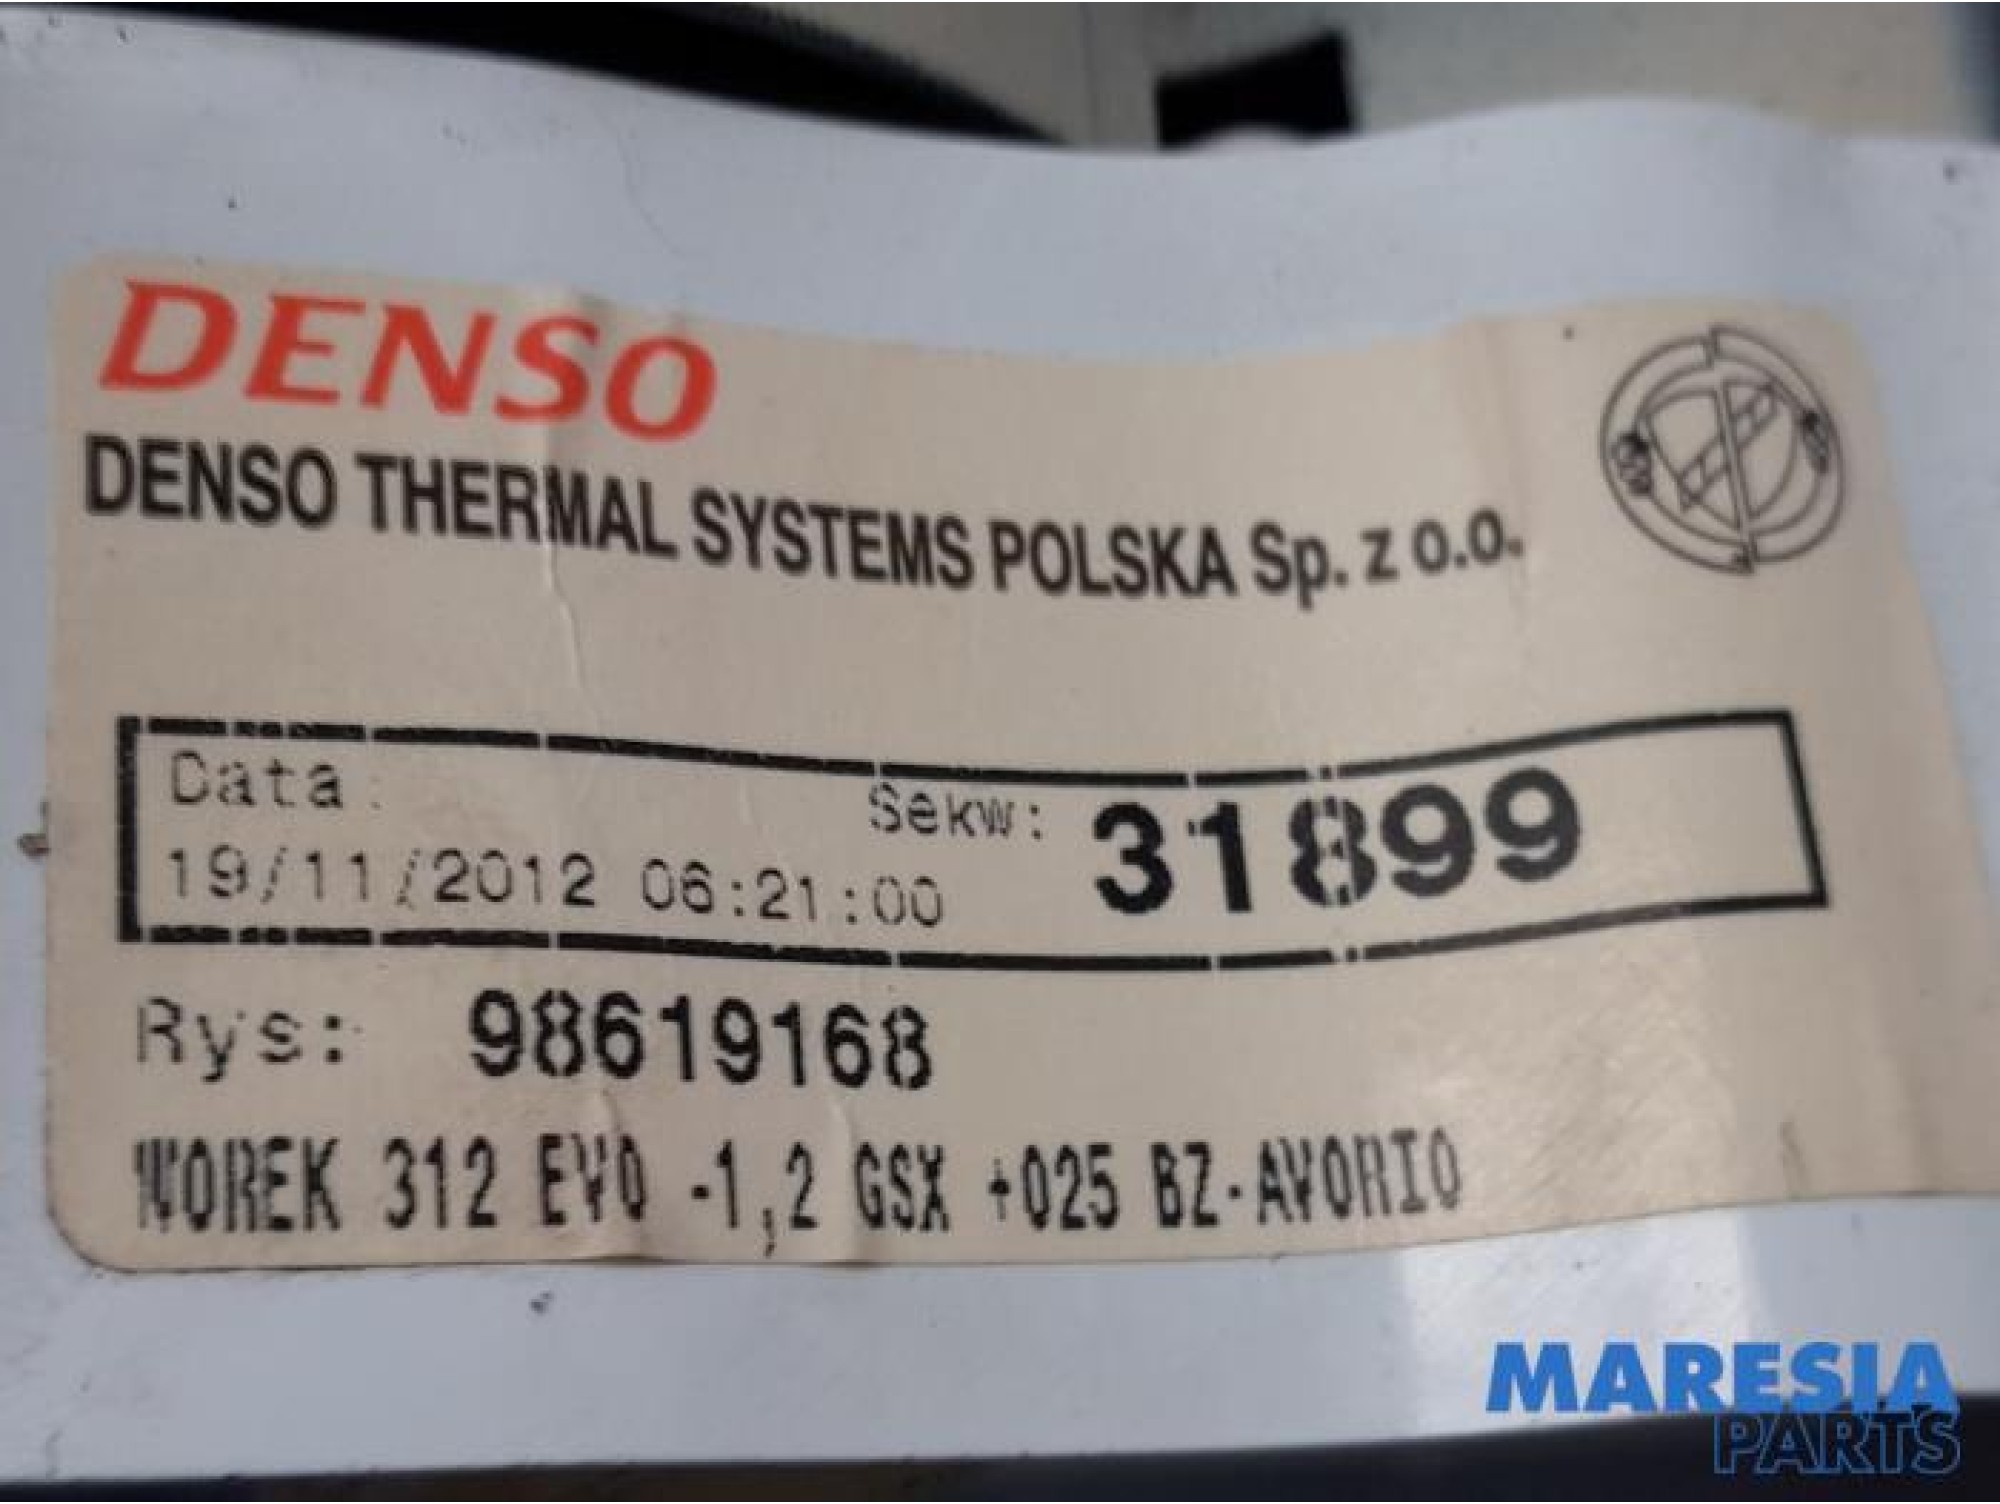 DENSO
DENSO THERMAL SYSTEMS POLSKA Sp. z o.o.
Data: Sekw: 31899
19/11/2012 06:21:00
Rys: 98619168
WOREK 312 EVO -1,2 GSX +025 BZ-AVORIO
MARESIA
PARTS